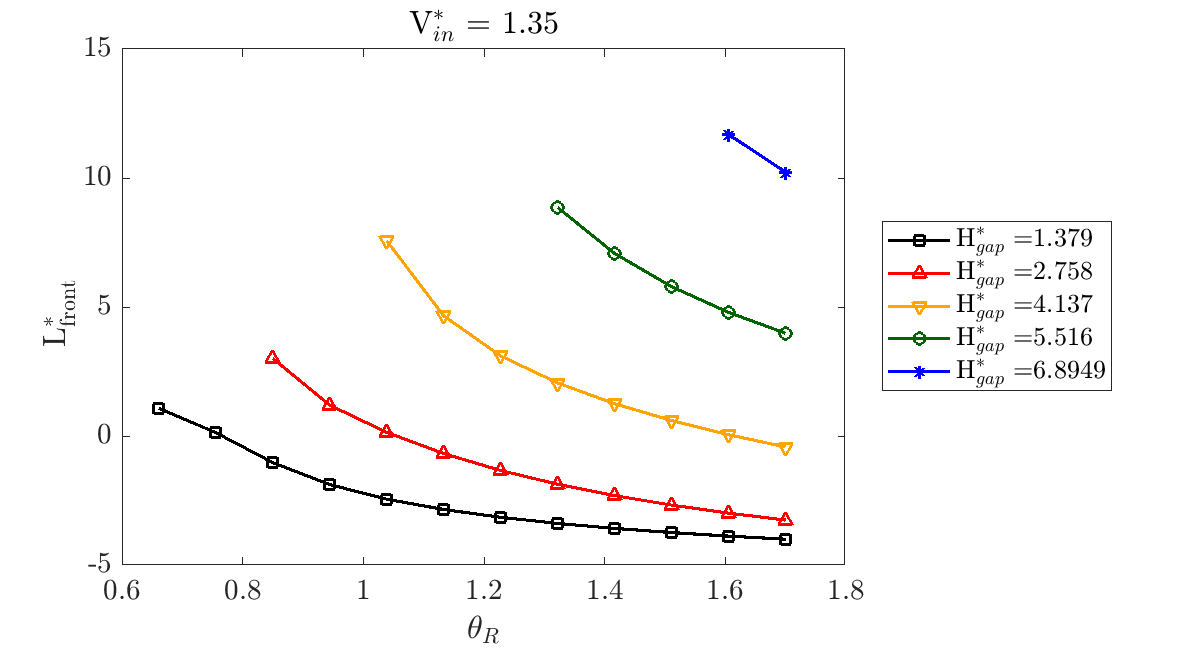 V*in = 1.35
15
10
5
0
-5
L*front
0.6 0.8 1 1.2 1.4 1.6 1.8
θR
H*gap =1.379
H*gap =2.758
H*gap =4.137
H*gap =5.516
H*gap =6.8949